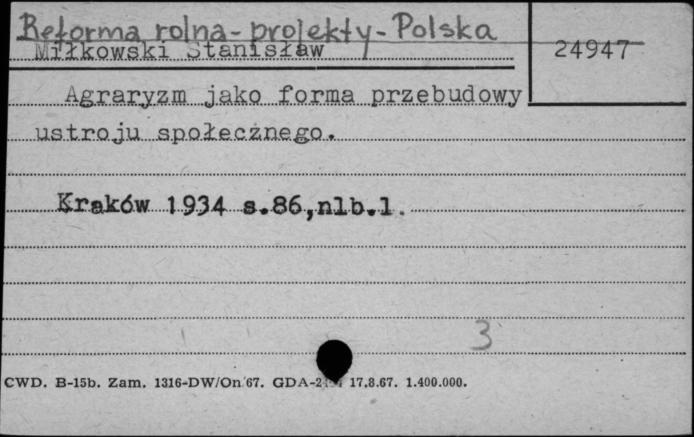 Reforma rolna - projekty - Polska
Miłkowski Stanisław
24947
Agraryzm jako forma przebudowy
ustroju społecznego.
Kraków 1934 s.86,nlb.1.
3
CWD. B-15b. Zam. 1316-DW/On 67. GDA- 17.8.67. 1.400.000.